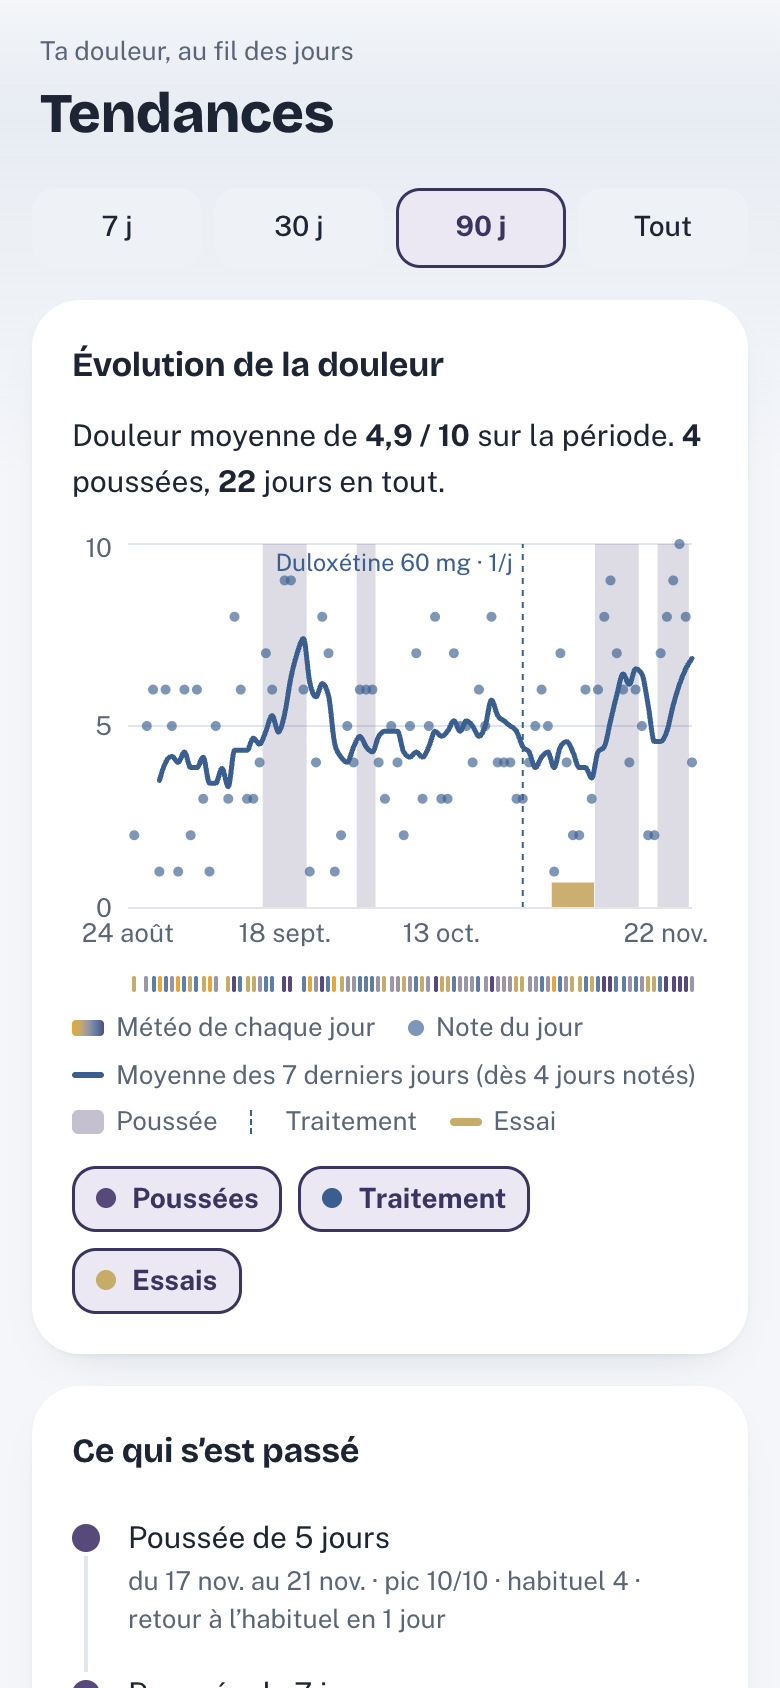 Ta douleur, au fil des jours
Tendances
7 j
30 j
90 j
Tout
Évolution de la douleur
Douleur moyenne de 4,9 / 10 sur la période. 4
poussées, 22 jours en tout.
10
Duloxétine 60 mg · 1/j
5
0
24 août
18 sept.
13 oct.
22 nov.
Météo de chaque jour
Note du jour
Moyenne des 7 derniers jours (dès 4 jours notés)
Poussée
Traitement
Essai
Poussées
Traitement
Essais
Ce qui s’est passé
Poussée de 5 jours
du 17 nov. au 21 nov. · pic 10/10 · habituel 4 ·
retour à l’habituel en 1 jour